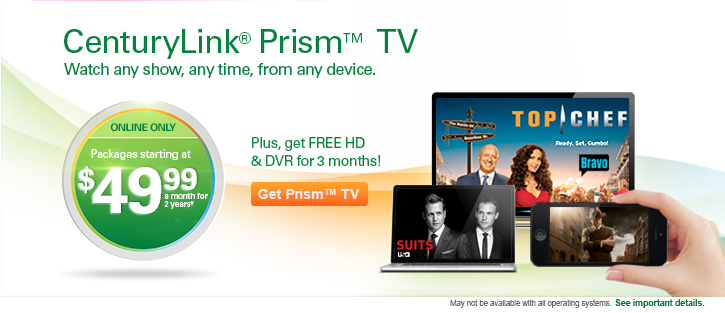 CenturyLink® Prism™ TV
Watch any show, any time, from any device.
ONLINE ONLY
Packages starting at
$49.99
a month for
2 years*
Plus, get FREE HD
& DVR for 3 months!
Get Prism™ TV
TOP CHEF
Ready. Set. Gumbo!
Bravo
SUITS
USA
May not be available with all operating systems. See important details.